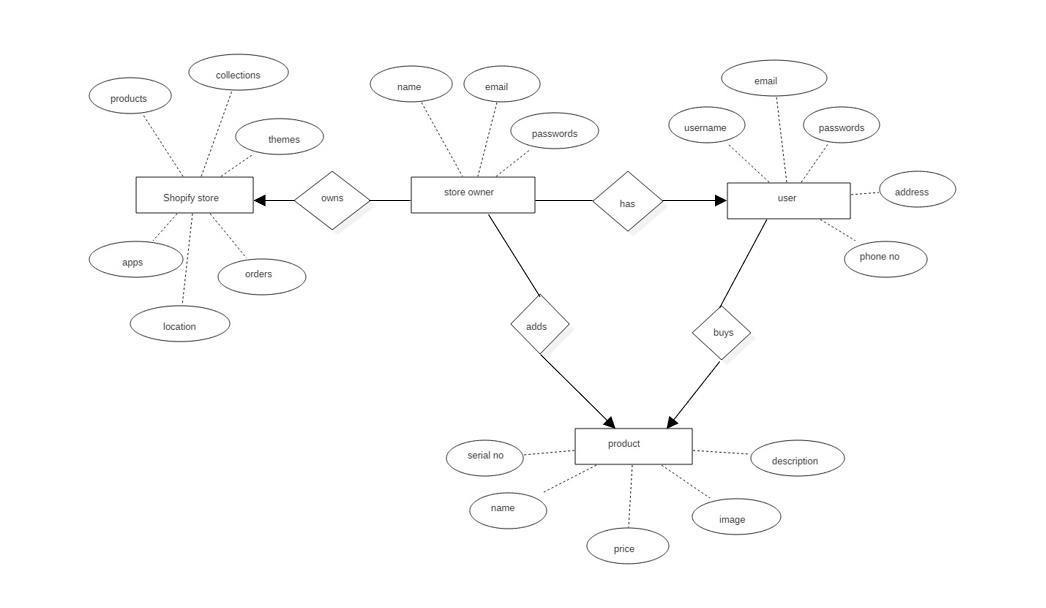 collections
products
themes
Shopify store
apps
orders
location
owns
name
email
passwords
store owner
has
email
username
passwords
user
address
phone no
adds
buys
product
serial no
name
price
image
description